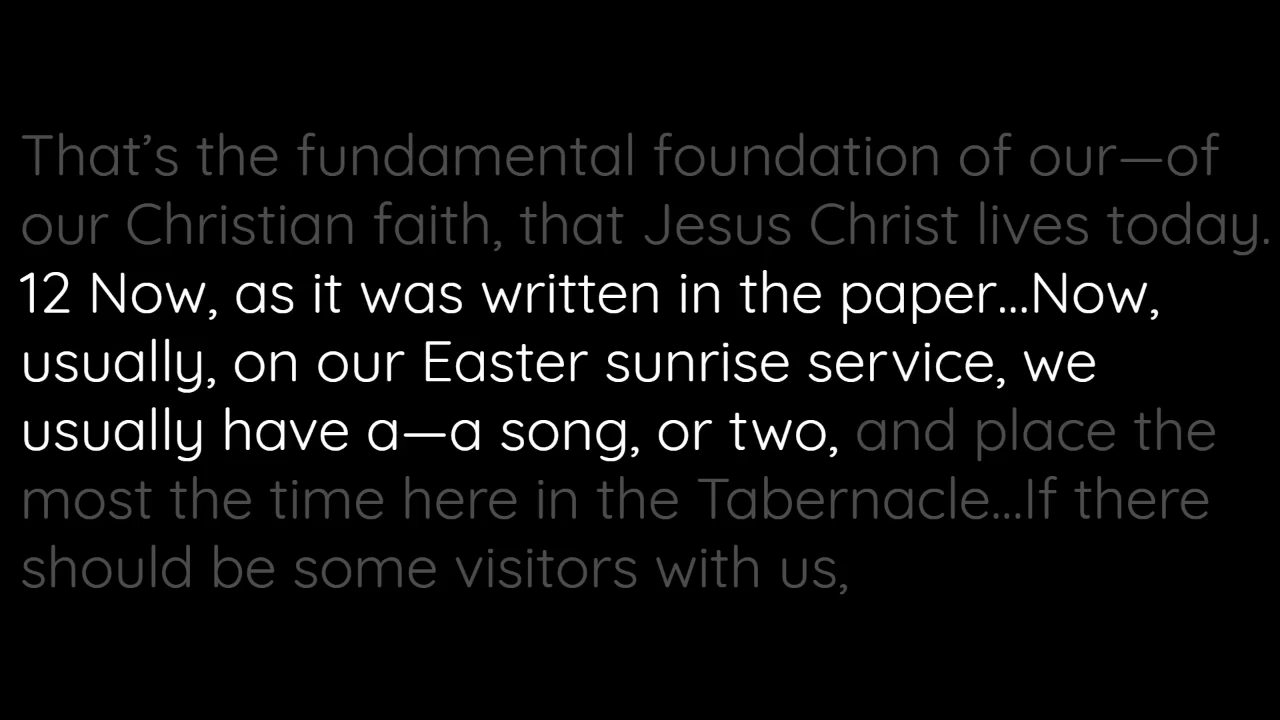 That’s the fundamental foundation of our—of
our Christian faith, that Jesus Christ lives today.
12 Now, as it was written in the paper...Now,
usually, on our Easter sunrise service, we
usually have a—a song, or two, and place the
most the time here in the Tabernacle...If there
should be some visitors with us,